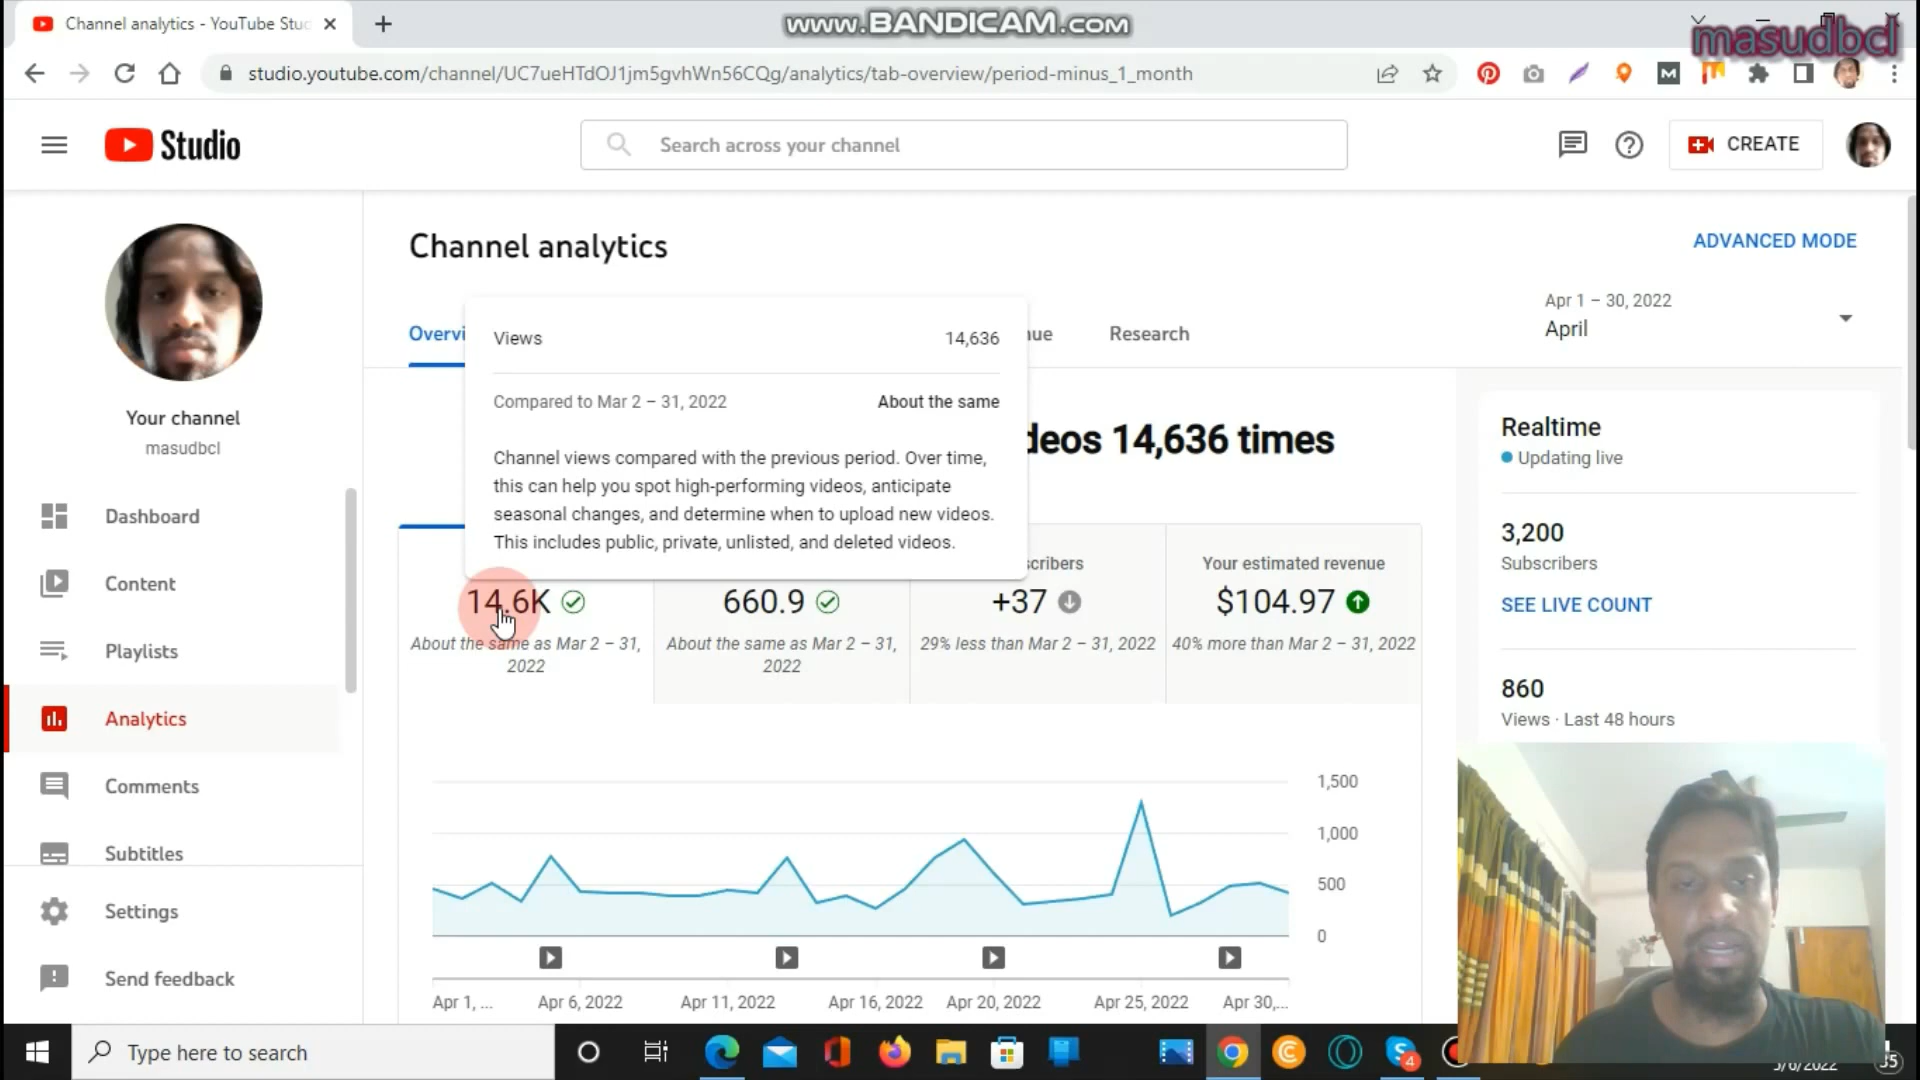 Channel analytics - YouTube Stu
www.BANDICAM.com
masudbcl
studio.youtube.com/channel/UC7ueHTdOJ1jm5gvhWn56CQg/analytics/tab-overview/period-minus_1_month
Studio
Search across your channel
CREATE
Channel analytics
ADVANCED MODE
Apr 1 – 30, 2022
April
Overvi
nue
Research
Views
14,636
Compared to Mar 2 – 31, 2022
About the same
Channel views compared with the previous period. Over time,
this can help you spot high-performing videos, anticipate
seasonal changes, and determine when to upload new videos.
This includes public, private, unlisted, and deleted videos.
deos 14,636 times
Your channel
masudbcl
Dashboard
Content
Playlists
Analytics
Comments
Subtitles
Settings
Send feedback
14.6K
About the same as Mar 2 – 31,
2022
660.9
About the same as Mar 2 – 31,
2022
scribers
+37
29% less than Mar 2 – 31, 2022
Your estimated revenue
$104.97
40% more than Mar 2 – 31, 2022
1,500
1,000
500
0
Apr 1, ...
Apr 6, 2022
Apr 11, 2022
Apr 16, 2022
Apr 20, 2022
Apr 25, 2022
Apr 30,...
Realtime
Updating live
3,200
Subscribers
SEE LIVE COUNT
860
Views · Last 48 hours
Type here to search
4
5/6/2022
35